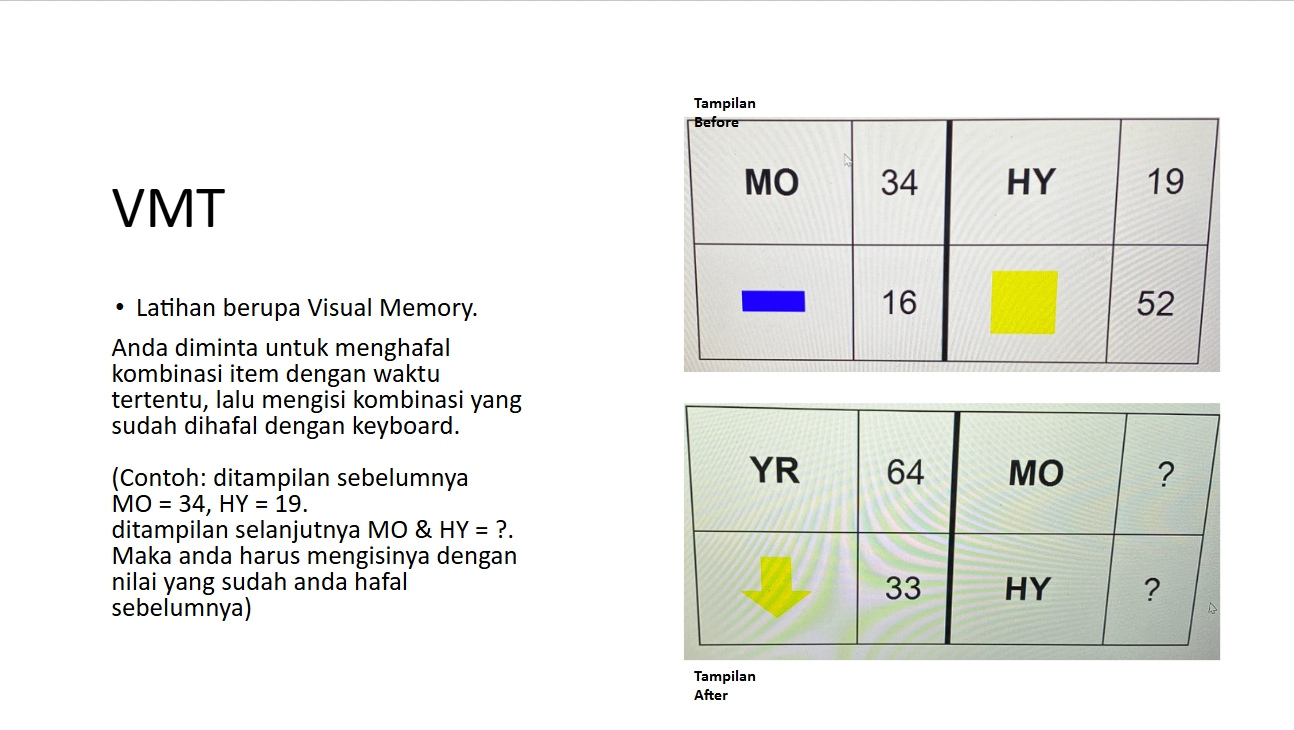 VMT
• Latihan berupa Visual Memory.
Anda diminta untuk menghafal
kombinasi item dengan waktu
tertentu, lalu mengisi kombinasi yang
sudah dihafal dengan keyboard.
(Contoh: ditampilan sebelumnya
MO = 34, HY = 19.
ditampilan selanjutnya MO & HY = ?.
Maka anda harus mengisinya dengan
nilai yang sudah anda hafal
sebelumnya)
Tampilan
Before
MO 34 HY 19
16 52
YR 64 MO ?
33 HY ?
Tampilan
After